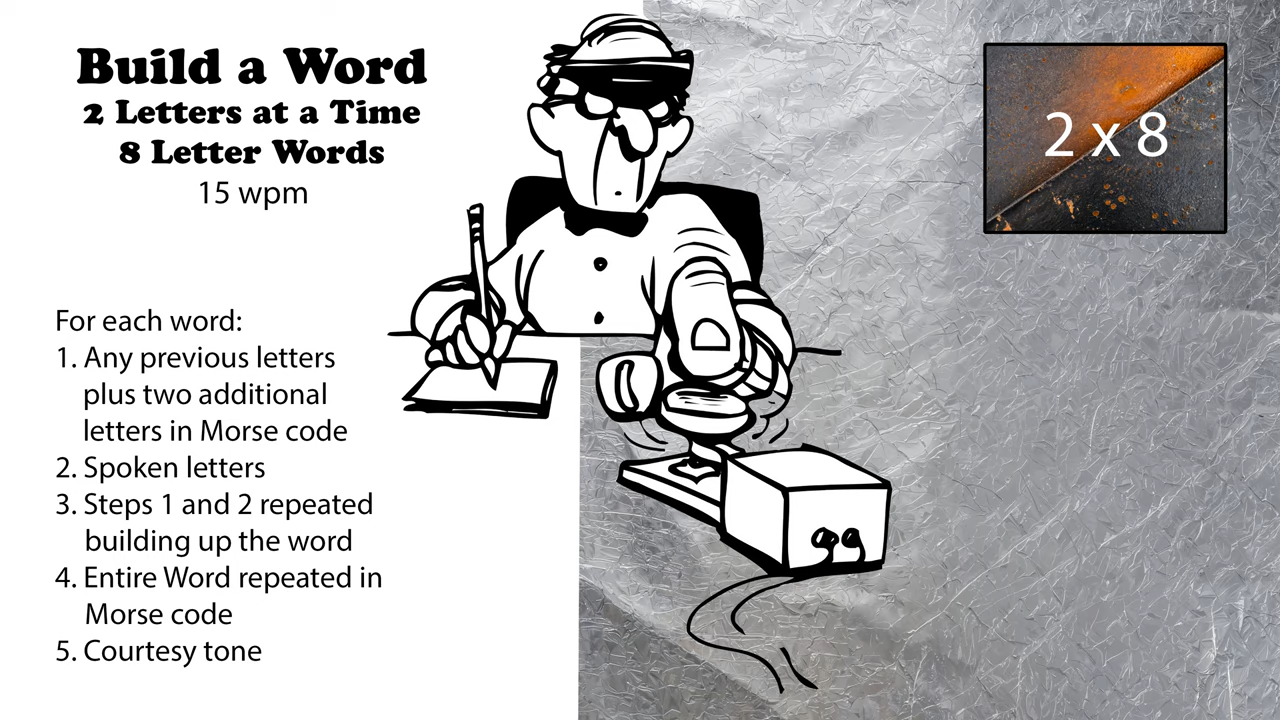 Build a Word
2 Letters at a Time
8 Letter Words
15 wpm
2 x 8
For each word:
1. Any previous letters
plus two additional
letters in Morse code
2. Spoken letters
3. Steps 1 and 2 repeated
building up the word
4. Entire Word repeated in
Morse code
5. Courtesy tone